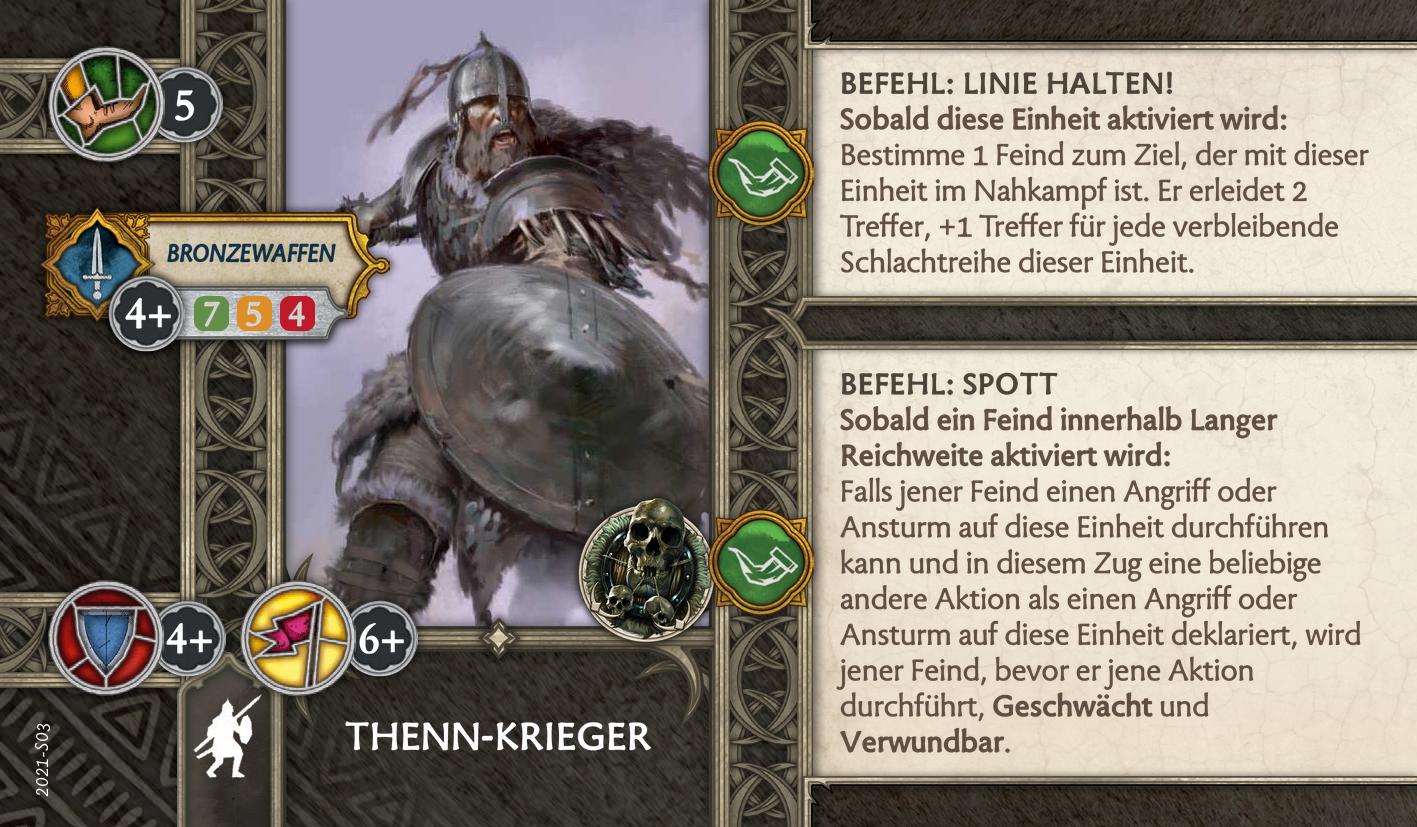 5
BRONZEWAFFEN
4+ 7 5 4
4+ 6+
THENN-KRIEGER
2021-S03
BEFEHL: LINIE HALTEN!
Sobald diese Einheit aktiviert wird:
Bestimme 1 Feind zum Ziel, der mit dieser
Einheit im Nahkampf ist. Er erleidet 2
Treffer, +1 Treffer für jede verbleibende
Schlachtreihe dieser Einheit.
BEFEHL: SPOTT
Sobald ein Feind innerhalb Langer
Reichweite aktiviert wird:
Falls jener Feind einen Angriff oder
Ansturm auf diese Einheit durchführen
kann und in diesem Zug eine beliebige
andere Aktion als einen Angriff oder
Ansturm auf diese Einheit deklariert, wird
jener Feind, bevor er jene Aktion
durchführt, Geschwächt und
Verwundbar.